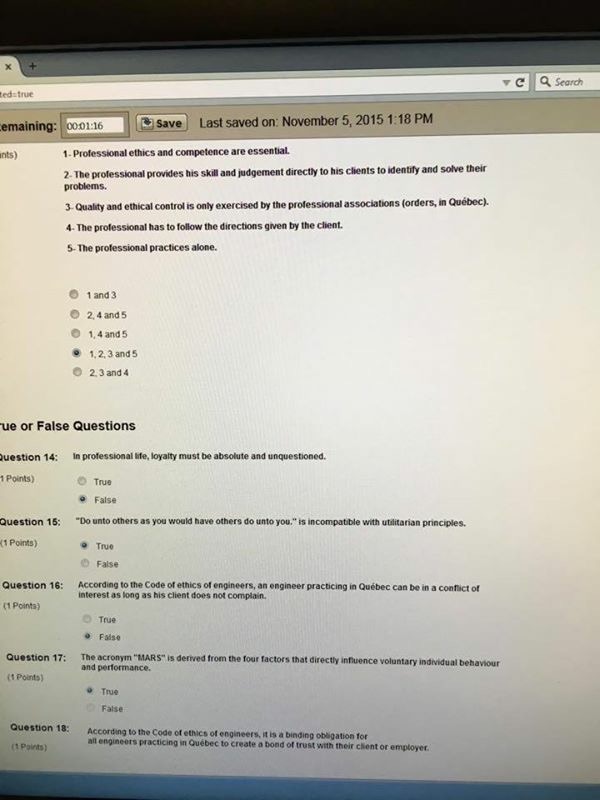 ted=true
Search
emaining: 00:01:16 Save Last saved on: November 5, 2015 1:18 PM
ints)
1- Professional ethics and competence are essential.
2- The professional provides his skill and judgement directly to his clients to identify and solve their
problems.
3- Quality and ethical control is only exercised by the professional associations (orders, in Québec).
4- The professional has to follow the directions given by the client.
5- The professional practices alone.
1 and 3
2, 4 and 5
1, 4 and 5
1, 2, 3 and 5
2, 3 and 4
rue or False Questions
Question 14: In professional life, loyalty must be absolute and unquestioned.
1 Points)
True
False
Question 15: "Do unto others as you would have others do unto you." is incompatible with utilitarian principles.
(1 Points)
True
False
Question 16: According to the Code of ethics of engineers, an engineer practicing in Québec can be in a conflict of
interest as long as his client does not complain.
(1 Points)
True
False
Question 17: The acronym "MARS" is derived from the four factors that directly influence voluntary individual behaviour
and performance.
(1 Points)
True
False
Question 18: According to the Code of ethics of engineers, it is a binding obligation for
all engineers practicing in Québec to create a bond of trust with their client or employer.
(1 Points)